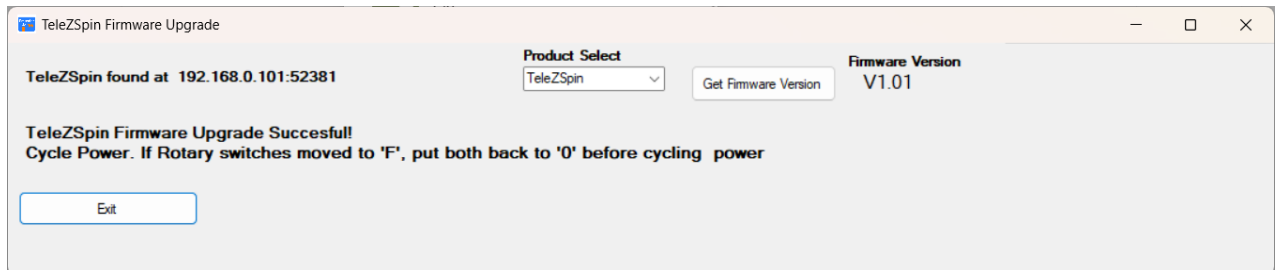 TeleZSpin Firmware Upgrade
Product Select
Firmware Version
TeleZSpin found at 192.168.0.101:52381
TeleZSpin
Get Firmware Version
V1.01
TeleZSpin Firmware Upgrade Succesful!
Cycle Power. If Rotary switches moved to 'F', put both back to '0' before cycling  power
Exit